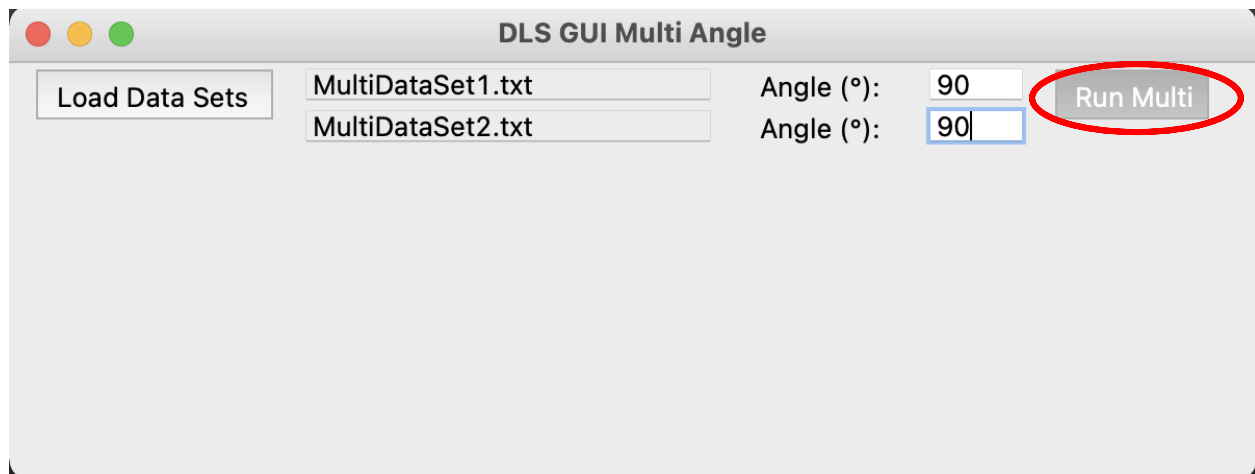 DLS GUI Multi Angle
Load Data Sets MultiDataSet1.txt Angle (°): 90 Run Multi
MultiDataSet2.txt Angle (°): 90